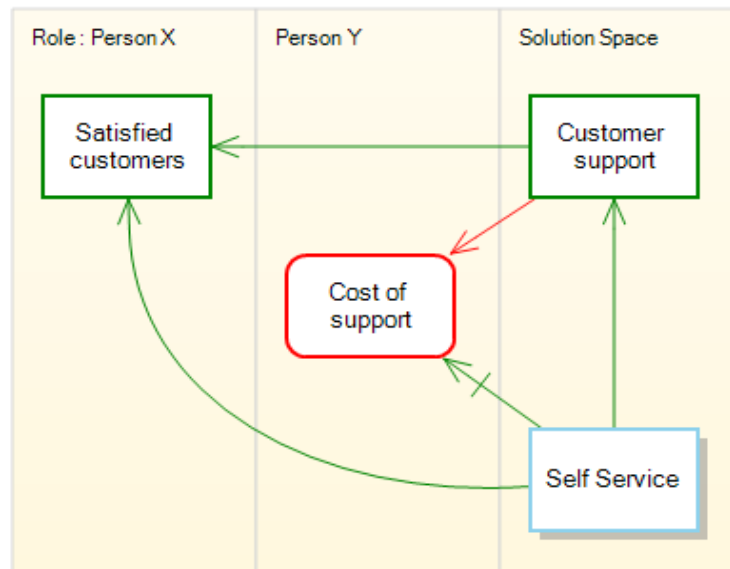 Role : Person X
Person Y
Solution Space
Satisfied
customers
Customer
support
Cost of
support
Self Service